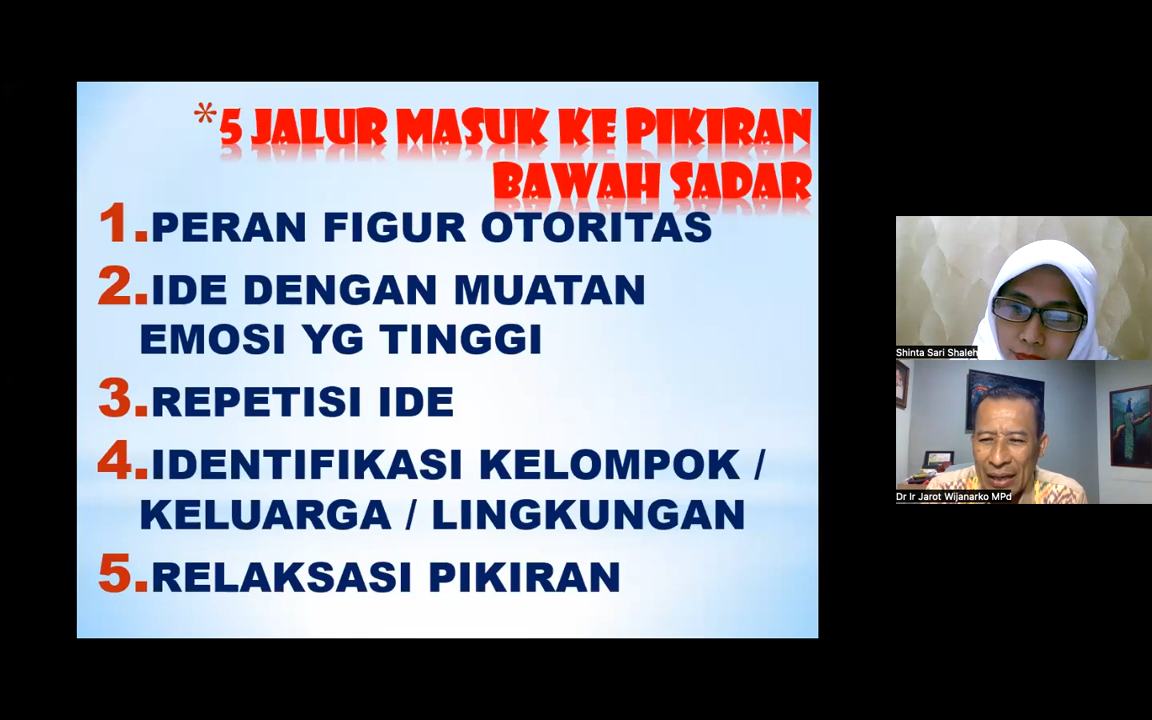 *5 JALUR MASUK KE PIKIRAN
BAWAH SADAR
1.PERAN FIGUR OTORITAS
2.IDE DENGAN MUATAN
EMOSI YG TINGGI
3.REPETISI IDE
4.IDENTIFIKASI KELOMPOK /
KELUARGA / LINGKUNGAN
5.RELAKSASI PIKIRAN
Shinta Sari Shaleh
Dr Ir Jarot Wijanarko MPd